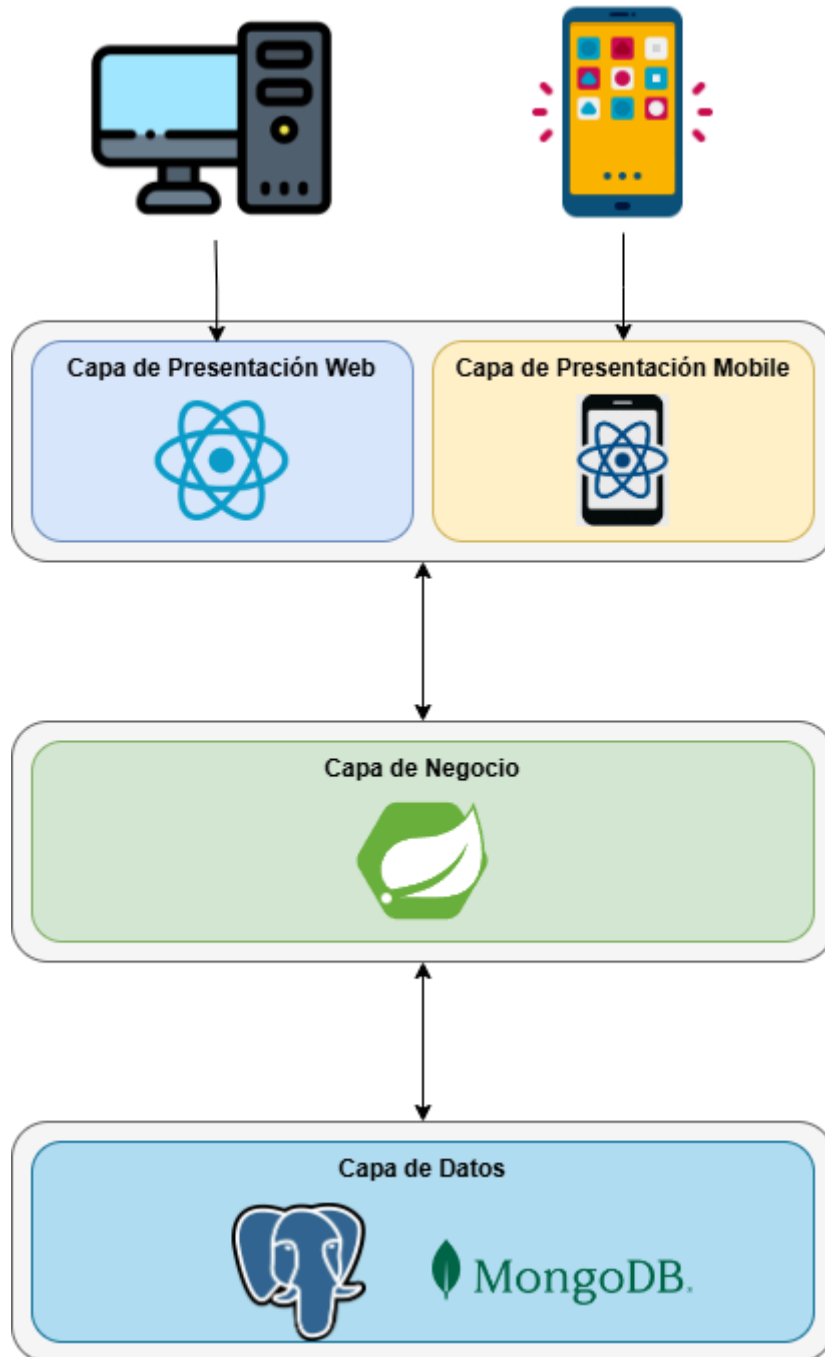 Capa de Presentación Web
Capa de Presentación Mobile
Capa de Negocio
Capa de Datos
MongoDB.